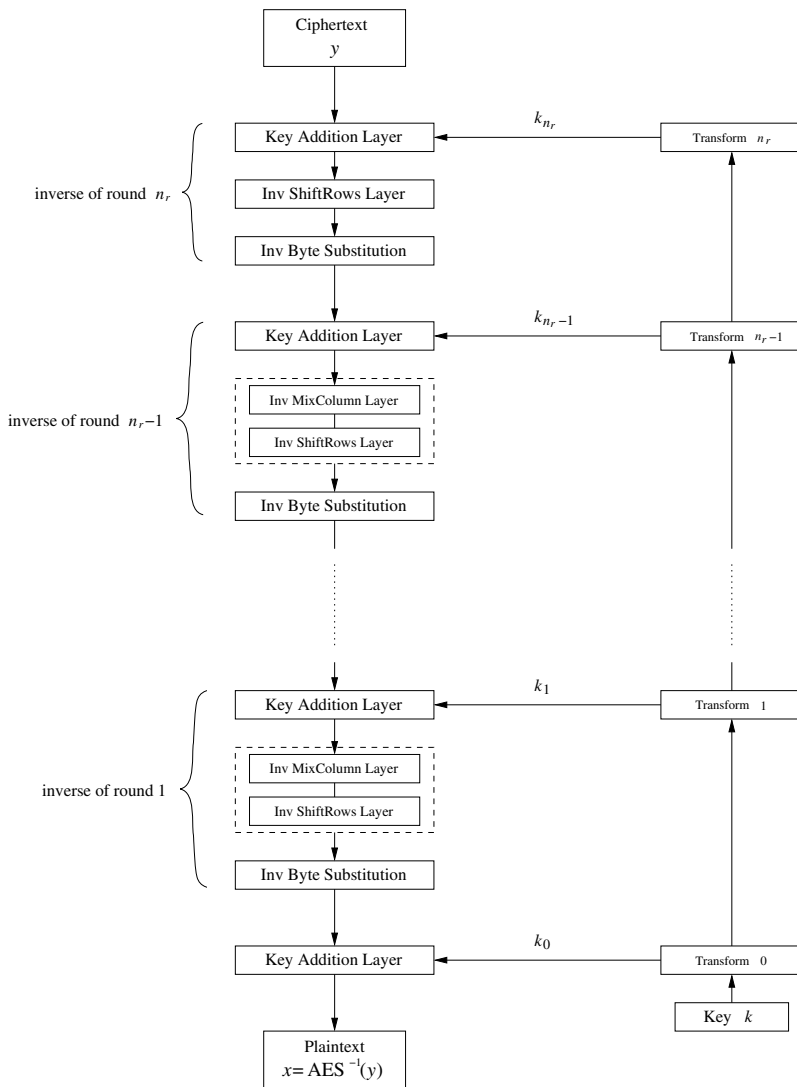 Ciphertext
y
Key Addition Layer
k_{n_r}
Transform n_r
inverse of round n_r
Inv ShiftRows Layer
Inv Byte Substitution
Key Addition Layer
k_{n_r-1}
Transform n_r-1
inverse of round n_r-1
Inv MixColumn Layer
Inv ShiftRows Layer
Inv Byte Substitution
Key Addition Layer
k_1
Transform 1
inverse of round 1
Inv MixColumn Layer
Inv ShiftRows Layer
Inv Byte Substitution
Key Addition Layer
k_0
Transform 0
Key k
Plaintext
x= AES^{-1}(y)